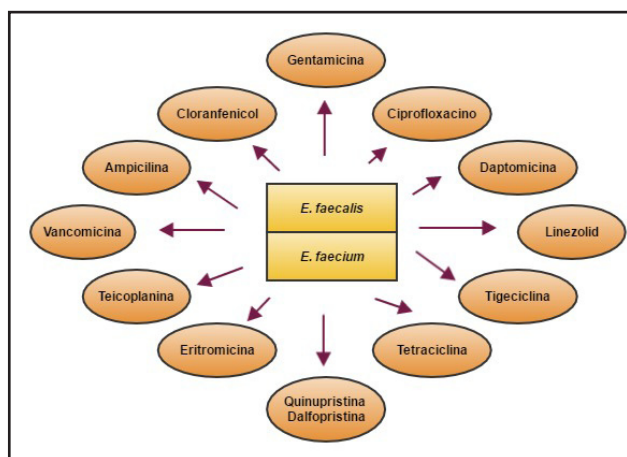 Gentamicina
Cloranfenicol
Ciprofloxacino
Ampicilina
Daptomicina
E. faecalis
Vancomicina
Linezolid
E. faecium
Teicoplanina
Tigeciclina
Eritromicina
Tetraciclina
Quinupristina
Dalfopristina